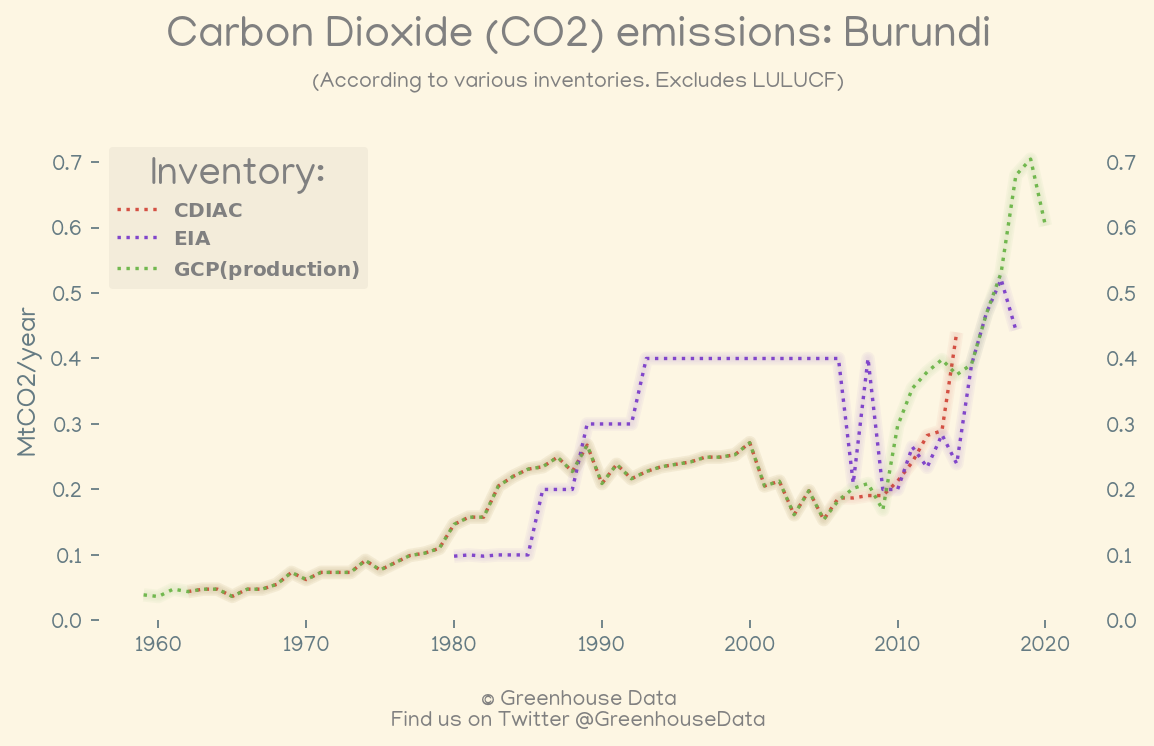 Carbon Dioxide (CO2) emissions: Burundi
(According to various inventories. Excludes LULUCF)
Inventory:
CDIAC
EIA
GCP(production)
MtCO2/year
0.7
0.6
0.5
0.4
0.3
0.2
0.1
0.0
0.7
0.6
0.5
0.4
0.3
0.2
0.1
0.0
1960 1970 1980 1990 2000 2010 2020
© Greenhouse Data
Find us on Twitter @GreenhouseData